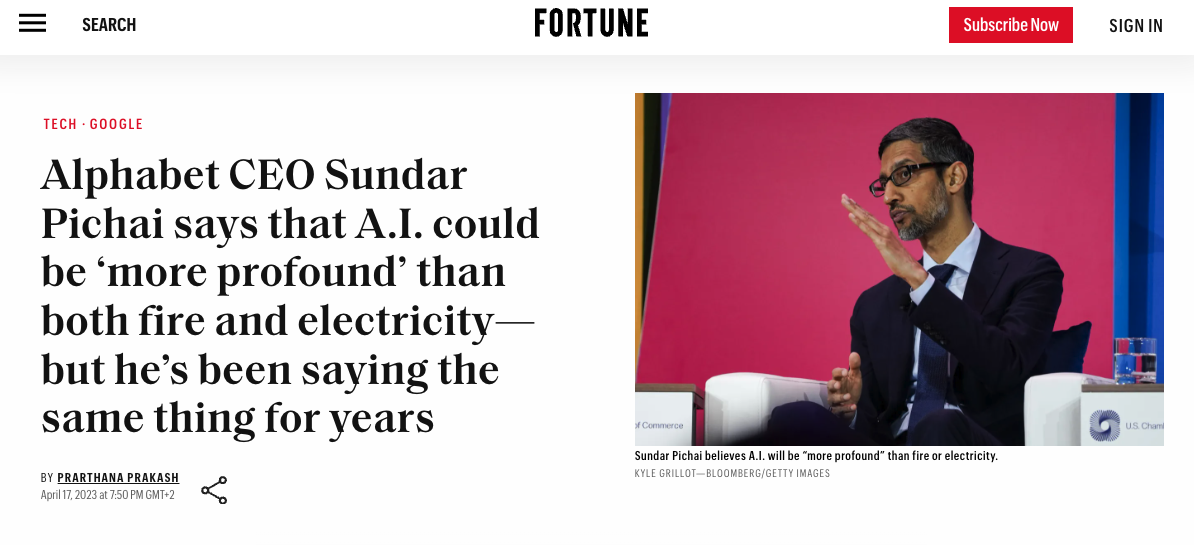 SEARCH
FORTUNE
Subscribe Now
SIGN IN
TECH · GOOGLE
Alphabet CEO Sundar
Pichai says that A.I. could
be ‘more profound’ than
both fire and electricity—
but he’s been saying the
same thing for years
BY PRARTHANA PRAKASH
April 17, 2023 at 7:50 PM GMT+2
of Commerce
U.S. Cham
Sundar Pichai believes A.I. will be “more profound” than fire or electricity.
KYLE GRILLOT—BLOOMBERG/GETTY IMAGES